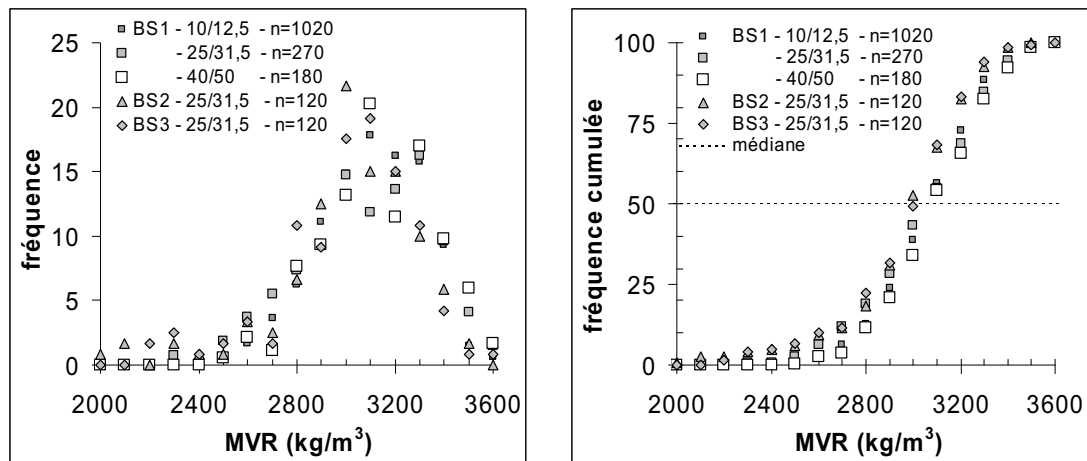 BS1 - 10/12,5 - n=1020
- 25/31,5 - n=270
- 40/50 - n=180
BS2 - 25/31,5 - n=120
BS3 - 25/31,5 - n=120
fréquence
25
20
15
10
5
0
2000 2400 2800 3200 3600
MVR (kg/m³)
BS1 - 10/12,5 - n=1020
- 25/31,5 - n=270
- 40/50 - n=180
BS2 - 25/31,5 - n=120
BS3 - 25/31,5 - n=120
médiane
fréquence cumulée
100
75
50
25
0
2000 2400 2800 3200 3600
MVR (kg/m³)